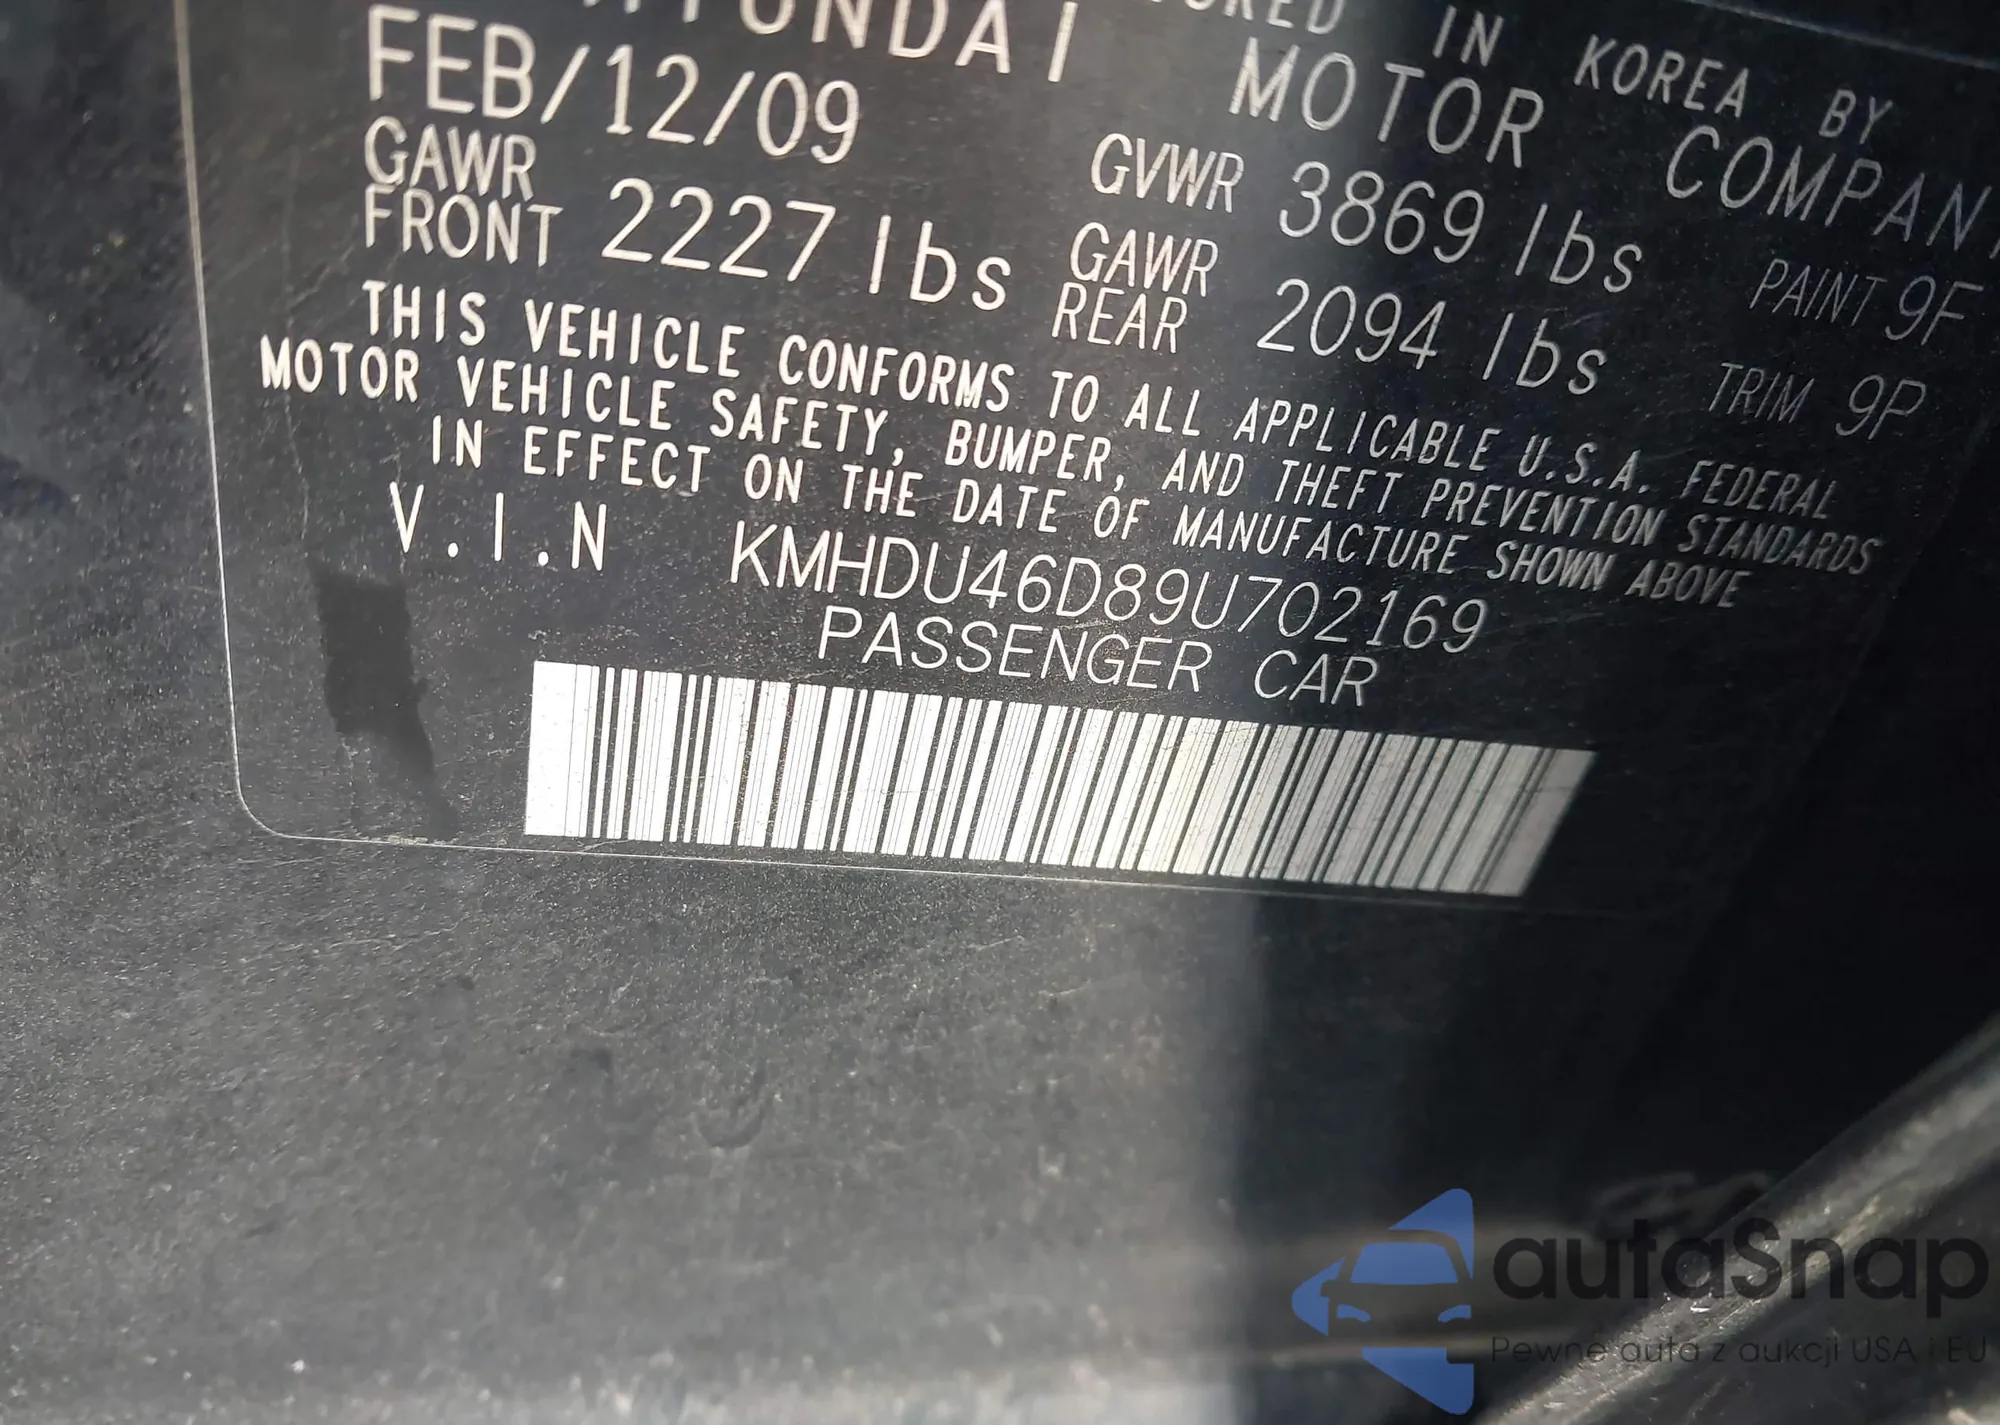 HYUNDAI MOTOR COMPANY
IN KOREA BY
FEB/12/09 GVWR 3869 lbs PAINT 9F
GAWR FRONT 2227 lbs GAWR REAR 2094 lbs TRIM 9P
THIS VEHICLE CONFORMS TO ALL APPLICABLE U.S.A. FEDERAL
MOTOR VEHICLE SAFETY, BUMPER, AND THEFT PREVENTION STANDARDS
IN EFFECT ON THE DATE OF MANUFACTURE SHOWN ABOVE
V.I.N KMHDU46D89U702169
PASSENGER CAR
autaSnap
Pewne auta z aukcji USA i EU